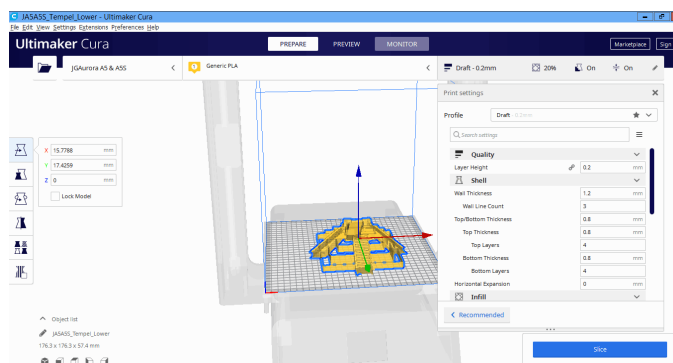 JA5A5S_Tempel_Lower - Ultimaker Cura
File Edit View Settings Extensions Preferences Help
Ultimaker Cura PREPARE PREVIEW MONITOR Marketplace Sign
JGAurora A5 & A5S Generic PLA Draft - 0.2mm 20% On On
Print settings
Profile Draft - 0.2mm
Search settings
Quality
Layer Height 0.2 mm
Shell
Wall Thickness 1.2 mm
Wall Line Count 3
Top/Bottom Thickness 0.8 mm
Top Thickness 0.8 mm
Top Layers 4
Bottom Thickness 0.8 mm
Bottom Layers 4
Horizontal Expansion 0 mm
Infill
Recommended
X 15.7788 mm
Y 17.4259 mm
Z 0 mm
Lock Model
Object list
JA5A5S_Tempel_Lower
176.3 x 176.3 x 57.4 mm
Slice